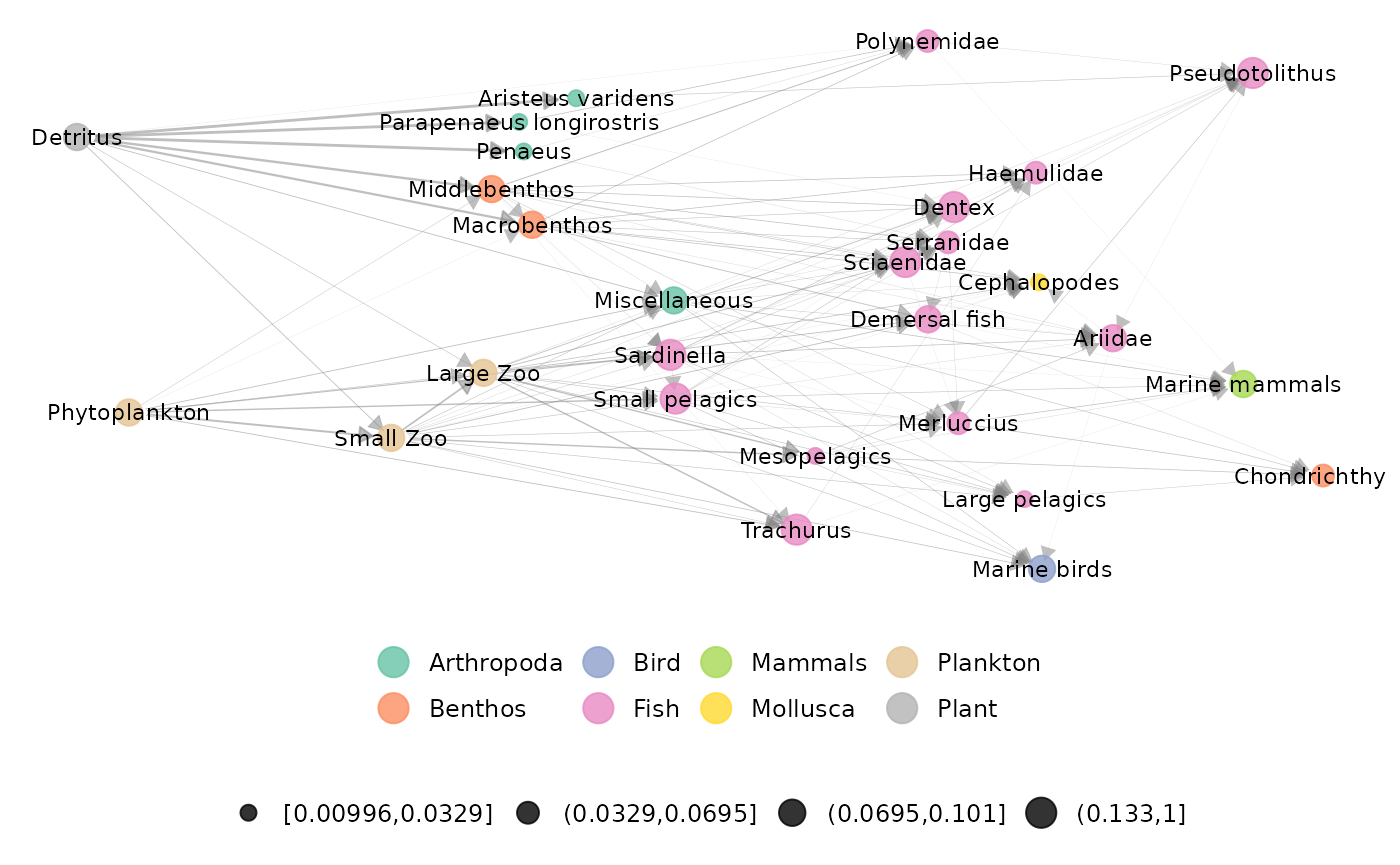 Polynemidae
Pseudotolithus
Aristeus varidens
Parapenaeus longirostris
Detritus
Penaeus
Haemulidae
Middlebenthos
Dentex
Macrobenthos
Serranidae
Sciaenidae
Cephalopodes
Miscellaneous
Demersal fish
Ariidae
Sardinella
Large Zoo
Marine mammals
Small pelagics
Phytoplankton
Merluccius
Small Zoo
Mesopelagics
Chondrichthy
Large pelagics
Trachurus
Marine birds
Arthropoda Bird Mammals Plankton
Benthos Fish Mollusca Plant
[0.00996,0.0329] (0.0329,0.0695] (0.0695,0.101] (0.133,1]